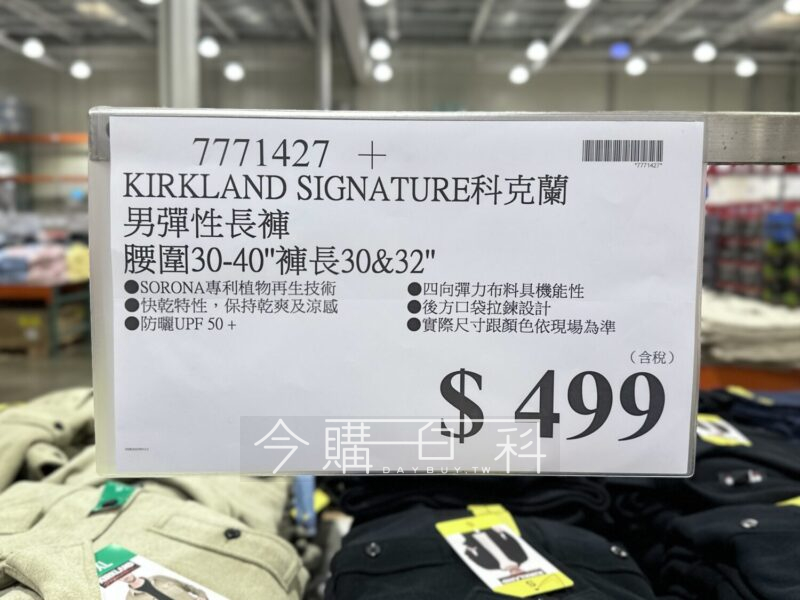 7771427 +
*7771427*
KIRKLAND SIGNATURE科克蘭
男彈性長褲
腰圍30-40"褲長30&32"
●SORONA專利植物再生技術
●快乾特性，保持乾爽及涼感
●防曬UPF 50 +
●四向彈力布料具機能性
●後方口袋拉鍊設計
●實際尺寸跟顏色依現場為準
（含稅）
$ 499
今購百科
DAYBUY.TW